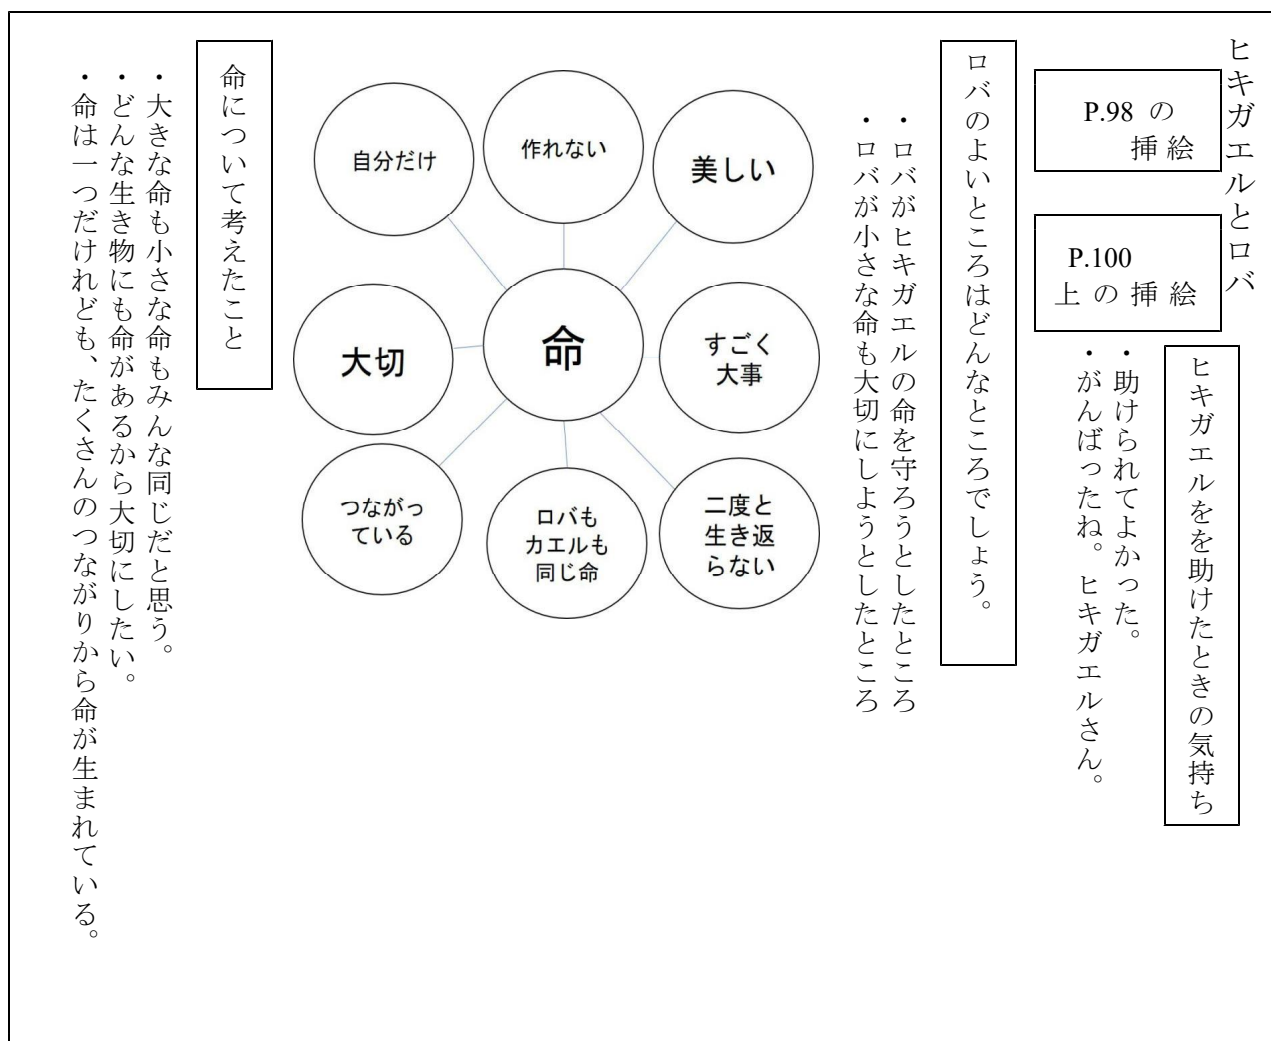 ヒキガエルとロバ
P.98 の
挿絵
P.100
上の挿絵
ヒキガエルをを助けたときの気持ち
・助けられてよかった。
・がんばったね。ヒキガエルさん。
ロバのよいところはどんなところでしょう。
・ロバがヒキガエルの命を守ろうとしたところ
・ロバが小さな命も大切にしようとしたところ
美しい
作れない
自分だけ
すごく
大事
命
大切
二度と
生き返
らない
ロバも
カエルも
同じ命
つながっ
ている
命について考えたこと
・大きな命も小さな命もみんな同じだと思う。
・どんな生き物にも命があるから大切にしたい。
・命は一つだけれども、たくさんのつながりから命が生まれている。